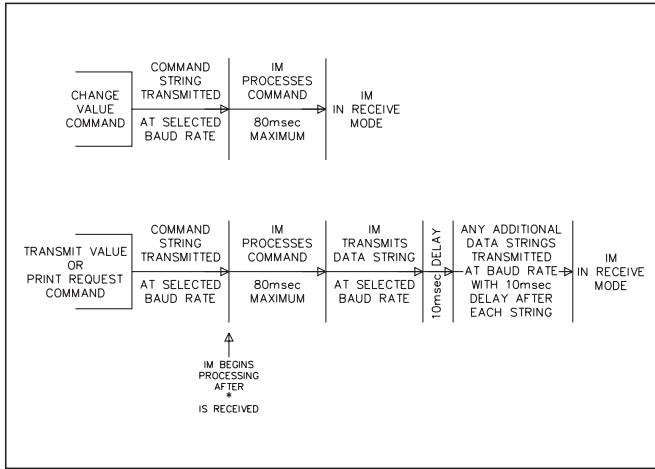 CHANGE
VALUE
COMMAND
COMMAND
STRING
TRANSMITTED
AT SELECTED
BAUD RATE
IM
PROCESSES
COMMAND
80msec
MAXIMUM
IM
IN RECEIVE
MODE
TRANSMIT VALUE
OR
PRINT REQUEST
COMMAND
COMMAND
STRING
TRANSMITTED
AT SELECTED
BAUD RATE
IM
PROCESSES
COMMAND
80msec
MAXIMUM
IM
TRANSMITS
DATA STRING
AT SELECTED
BAUD RATE
10msec DELAY
ANY ADDITIONAL
DATA STRINGS
TRANSMITTED
AT BAUD RATE
WITH 10msec
DELAY AFTER
EACH STRING
IM
IN RECEIVE
MODE
IM BEGINS
PROCESSING
AFTER
*
IS RECEIVED